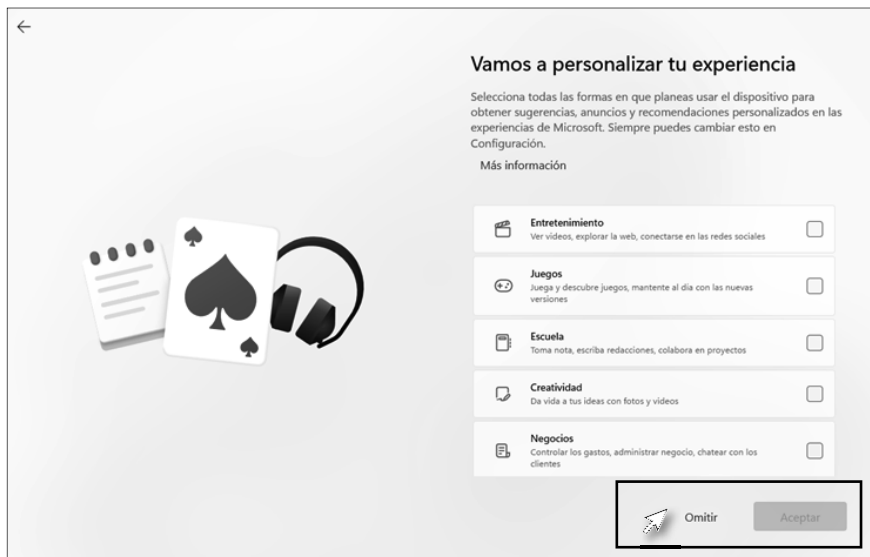 Vamos a personalizar tu experiencia
Selecciona todas las formas en que planeas usar el dispositivo para
obtener sugerencias, anuncios y recomendaciones personalizados en las
experiencias de Microsoft. Siempre puedes cambiar esto en
Configuración.
Más información
Entretenimiento
Ver videos, explorar la web, conectarse en las redes sociales
Juegos
Juega y descubre juegos, mantente al día con las nuevas
versiones
Escuela
Toma nota, escriba redacciones, colabora en proyectos
Creatividad
Da vida a tus ideas con fotos y videos
Negocios
Controlar los gastos, administrar negocio, chatear con los
clientes
Omitir
Aceptar